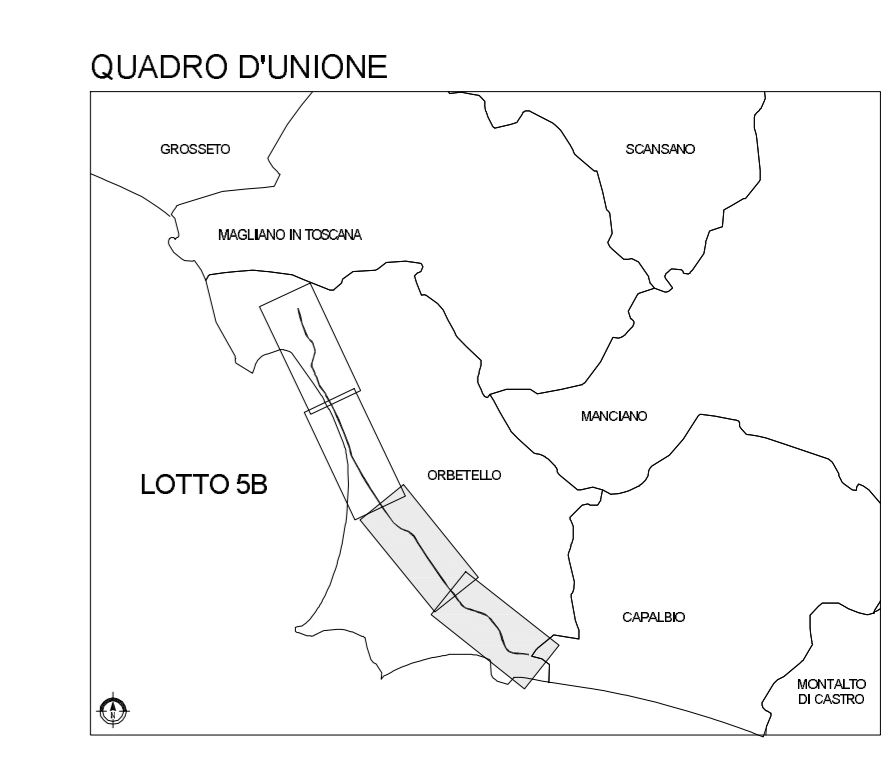 QUADRO D'UNIONE
GROSSETO
SCANSANO
MAGLIANO IN TOSCANA
MANCIANO
ORBETELLO
LOTTO 5B
CAPALBIO
MONTALTO
DI CASTRO
N